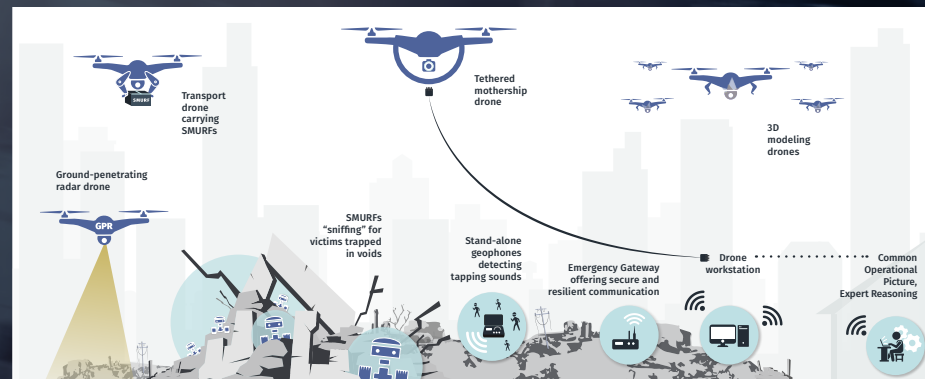 SMURF
Transport
drone
carrying
SMURFs
Tethered
mothership
drone
3D
modeling
drones
Ground-penetrating
radar drone
GPR
SMURFs
“sniffing” for
victims trapped
in voids
Stand-alone
geophones
detecting
tapping sounds
Emergency Gateway
offering secure and
resilient communication
Drone
workstation
Common
Operational
Picture,
Expert Reasoning